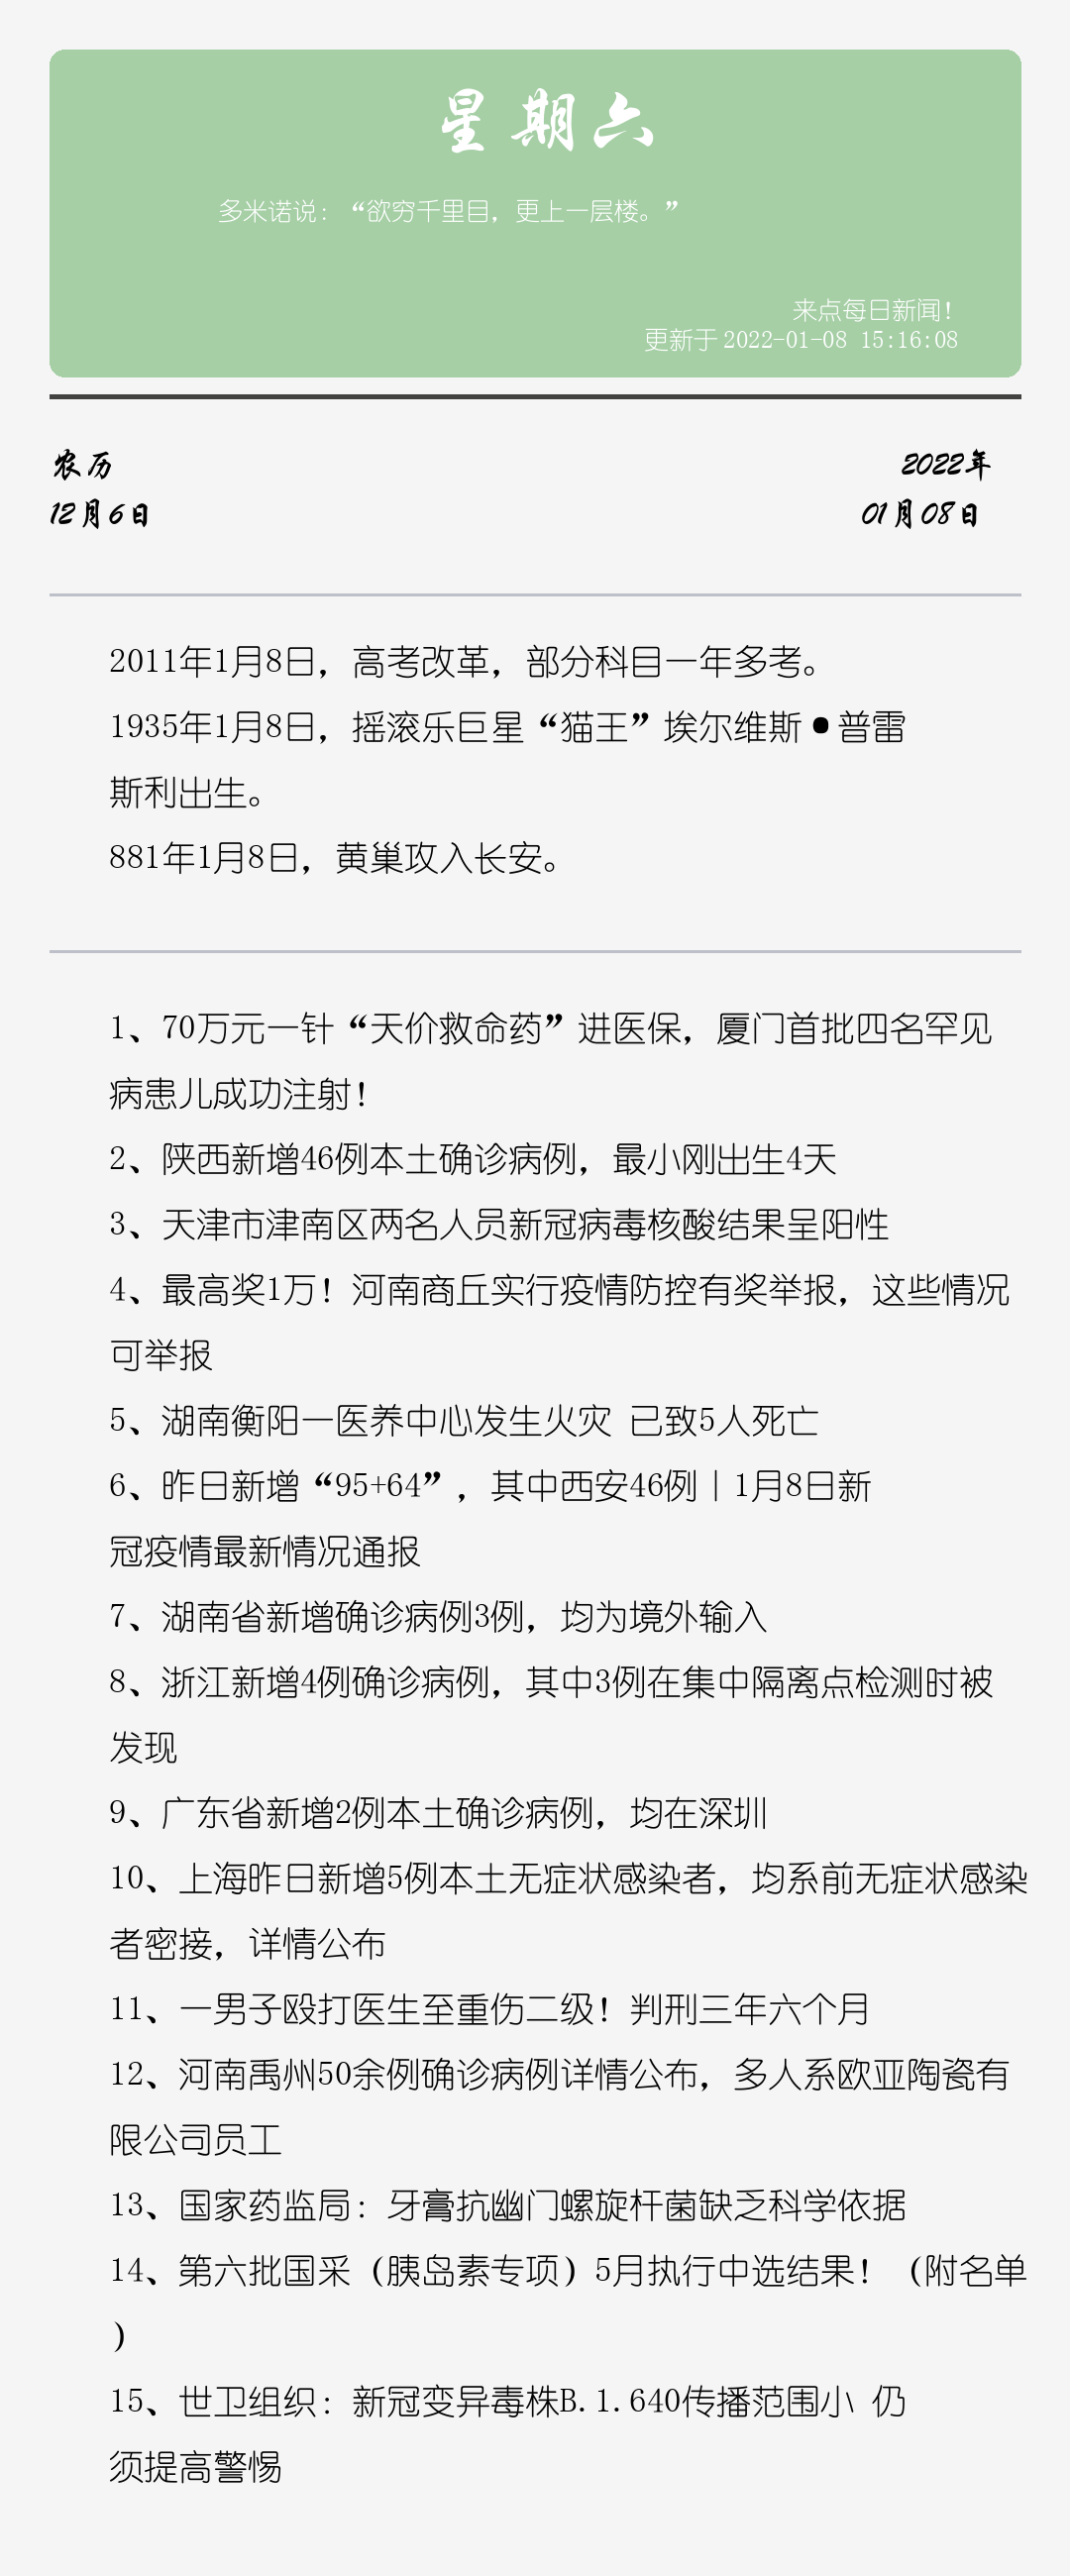 星期六
多米诺说：“欲穷千里目，更上一层楼。”
来点每日新闻！
更新于 2022-01-08 15:16:08
农历
2022年
12月6日
01月08日
2011年1月8日，高考改革，部分科目一年多考。
1935年1月8日，摇滚乐巨星“猫王”埃尔维斯•普雷
斯利出生。
881年1月8日，黄巢攻入长安。
1、70万元一针“天价救命药”进医保，厦门首批四名罕见
病患儿成功注射！
2、陕西新增46例本土确诊病例，最小刚出生4天
3、天津市津南区两名人员新冠病毒核酸结果呈阳性
4、最高奖1万！河南商丘实行疫情防控有奖举报，这些情况
可举报
5、湖南衡阳一医养中心发生火灾 已致5人死亡
6、昨日新增“95+64”，其中西安46例｜1月8日新
冠疫情最新情况通报
7、湖南省新增确诊病例3例，均为境外输入
8、浙江新增4例确诊病例，其中3例在集中隔离点检测时被
发现
9、广东省新增2例本土确诊病例，均在深圳
10、上海昨日新增5例本土无症状感染者，均系前无症状感染
者密接，详情公布
11、一男子殴打医生至重伤二级！判刑三年六个月
12、河南禹州50余例确诊病例详情公布，多人系欧亚陶瓷有
限公司员工
13、国家药监局：牙膏抗幽门螺旋杆菌缺乏科学依据
14、第六批国采（胰岛素专项）5月执行中选结果！（附名单
）
15、世卫组织：新冠变异毒株B.1.640传播范围小 仍
须提高警惕